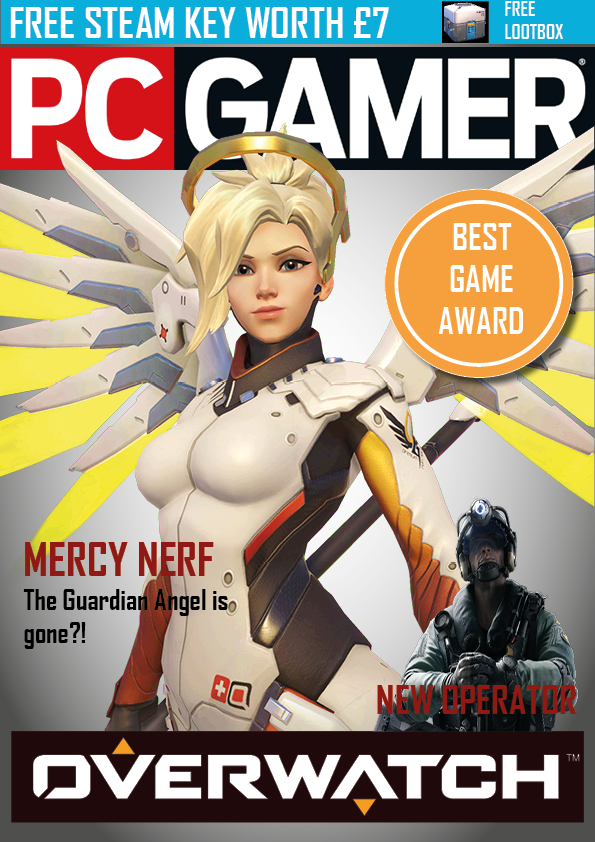 FREE STEAM KEY WORTH £7
FREE
LOOTBOX
PC GAMER®
BEST
GAME
AWARD
MERCY NERF
The Guardian Angel is
gone?!
NEW OPERATOR
OVERWATCH™